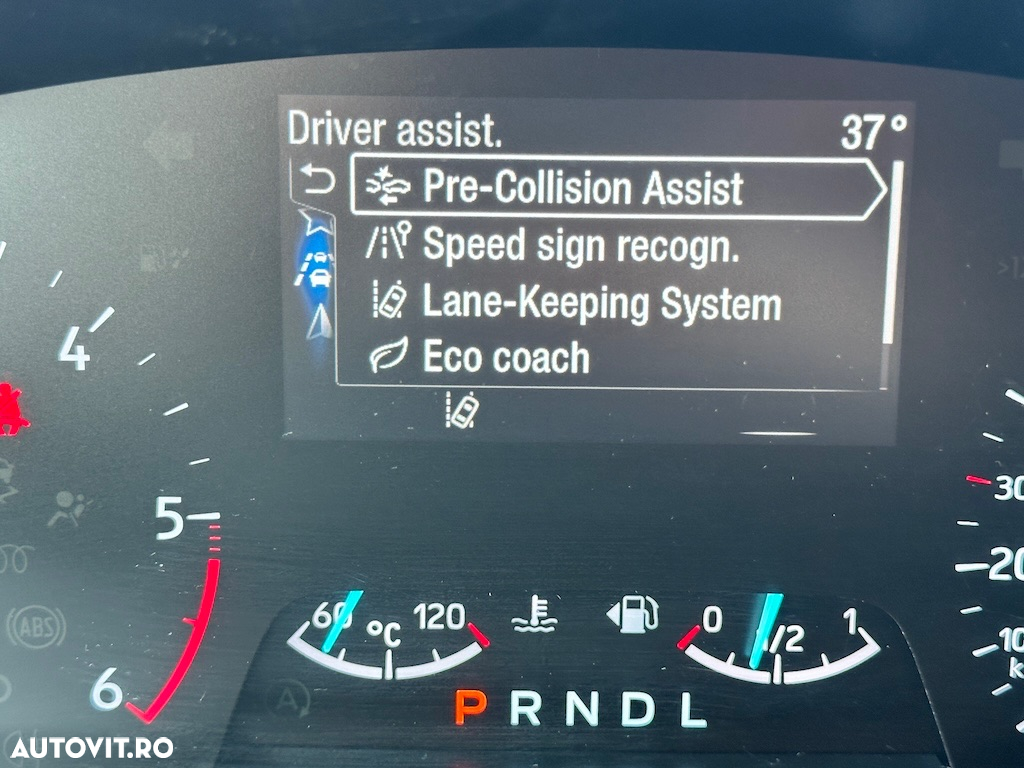 Driver assist. 37°
Pre-Collision Assist
Speed sign recogn.
Lane-Keeping System
Eco coach
4
5
6
30
20
10
60 °C 120
0 1/2 1
P R N D L
ABS
A
AUTOVIT.RO